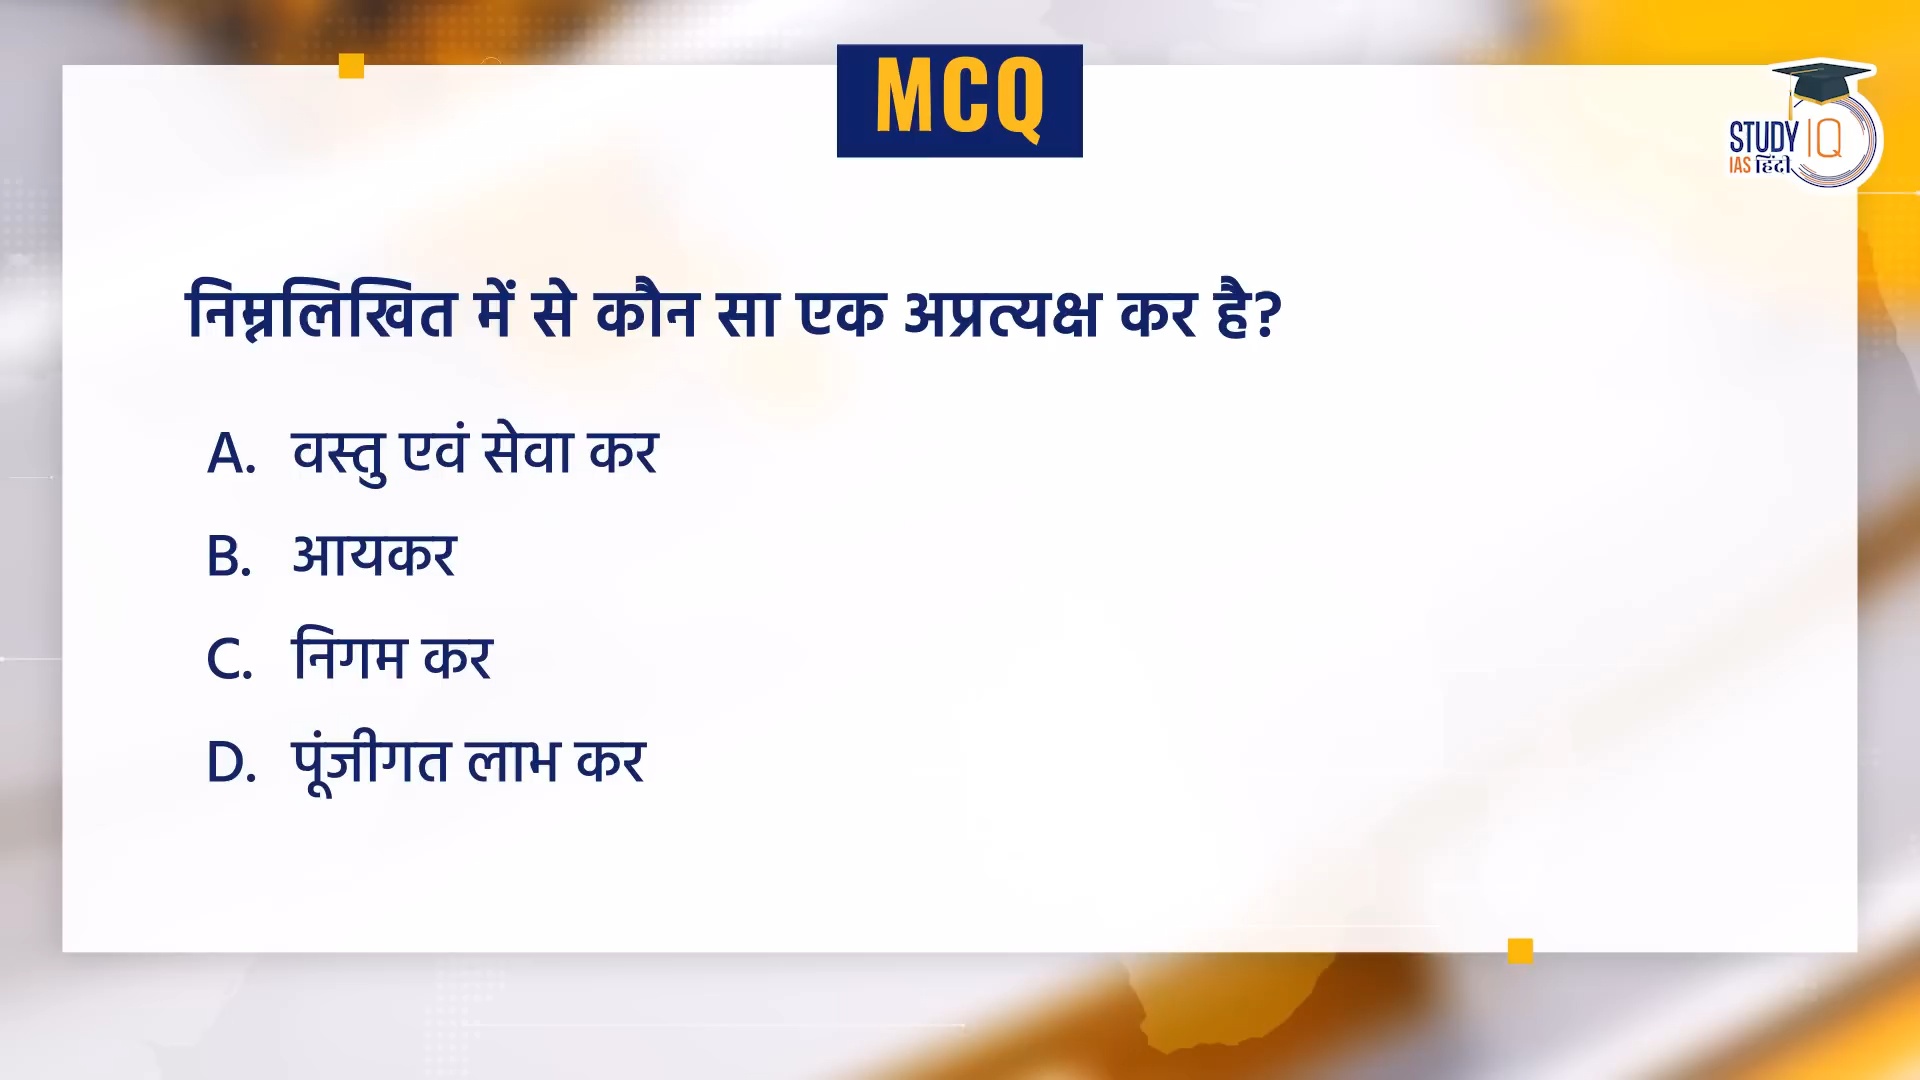 MCQ
STUDY IQ
IAS हिंदी
निम्नलिखित में से कौन सा एक अप्रत्यक्ष कर है?
A. वस्तु एवं सेवा कर
B. आयकर
C. निगम कर
D. पूंजीगत लाभ कर